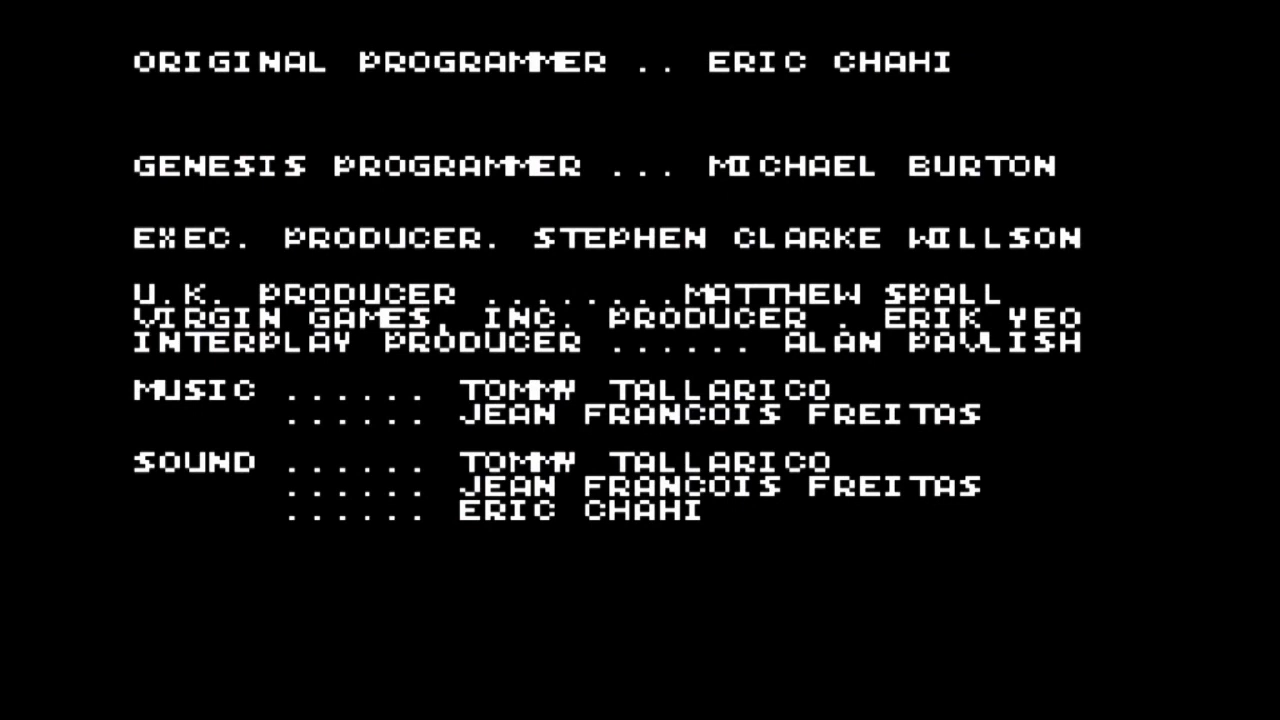 ORIGINAL PROGRAMMER .. ERIC CHAHI
GENESIS PROGRAMMER ... MICHAEL BURTON
EXEC. PRODUCER. STEPHEN CLARKE WILLSON
U.K. PRODUCER ........MATTHEW SPALL
VIRGIN GAMES, INC. PRODUCER . ERIK YEO
INTERPLAY PRODUCER ...... ALAN PAVLISH
MUSIC ...... TOMMY TALLARICO
...... JEAN FRANCOIS FREITAS
SOUND ...... TOMMY TALLARICO
...... JEAN FRANCOIS FREITAS
...... ERIC CHAHI